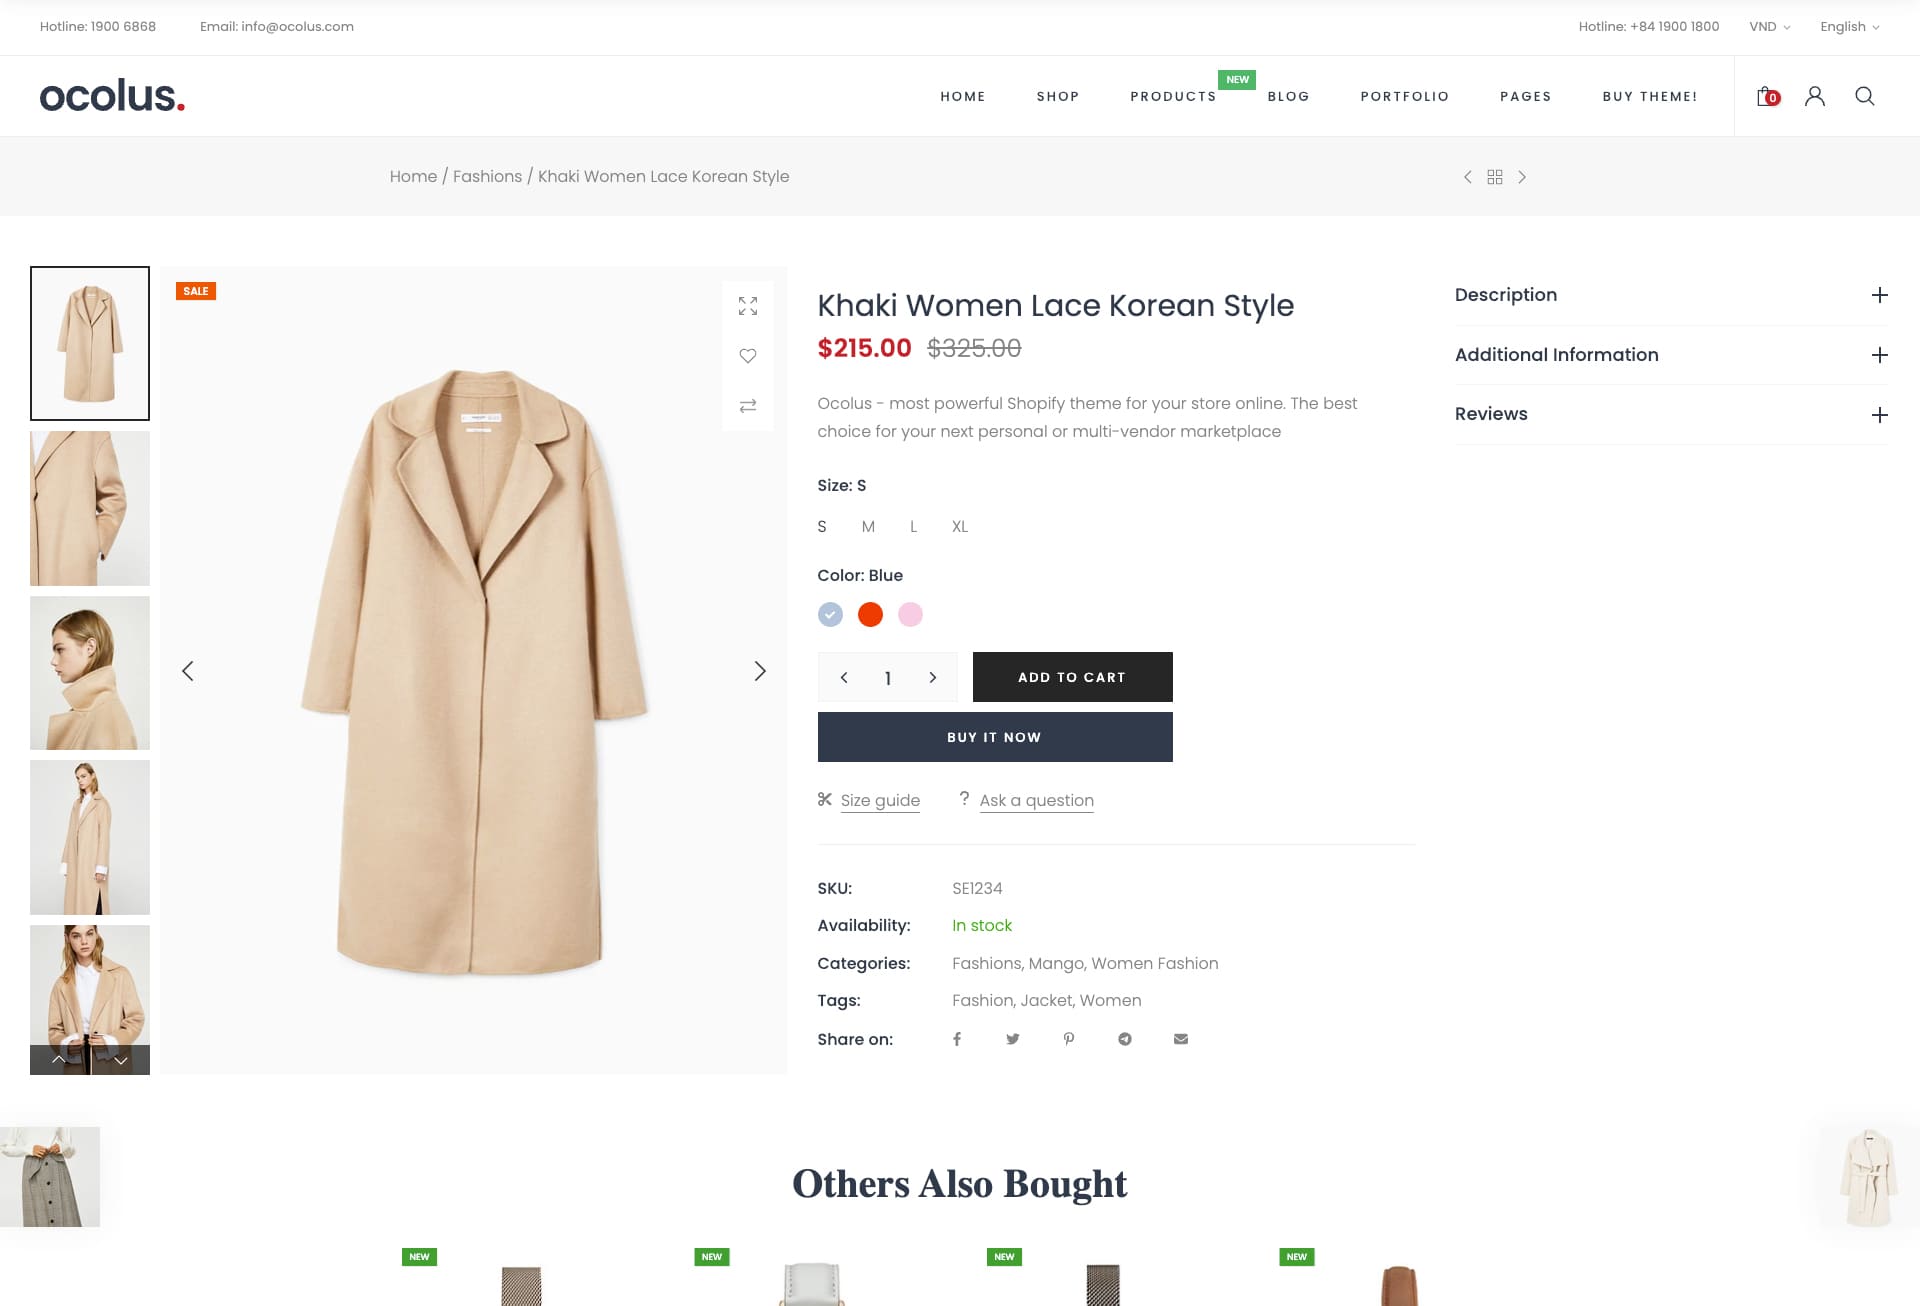 Hotline: 1900 6868 Email: info@ocolus.com Hotline: +84 1900 1800 VND English
ocolus.
HOME SHOP PRODUCTS NEW BLOG PORTFOLIO PAGES BUY THEME! 0
Home / Fashions / Khaki Women Lace Korean Style
SALE
Khaki Women Lace Korean Style
$215.00 $325.00
Ocolus - most powerful Shopify theme for your store online. The best
choice for your next personal or multi-vendor marketplace
Size: S
S M L XL
Color: Blue
1 ADD TO CART
BUY IT NOW
Size guide ? Ask a question
SKU: SE1234
Availability: In stock
Categories: Fashions, Mango, Women Fashion
Tags: Fashion, Jacket, Women
Share on:
Description
Additional Information
Reviews
Others Also Bought
NEW NEW NEW NEW